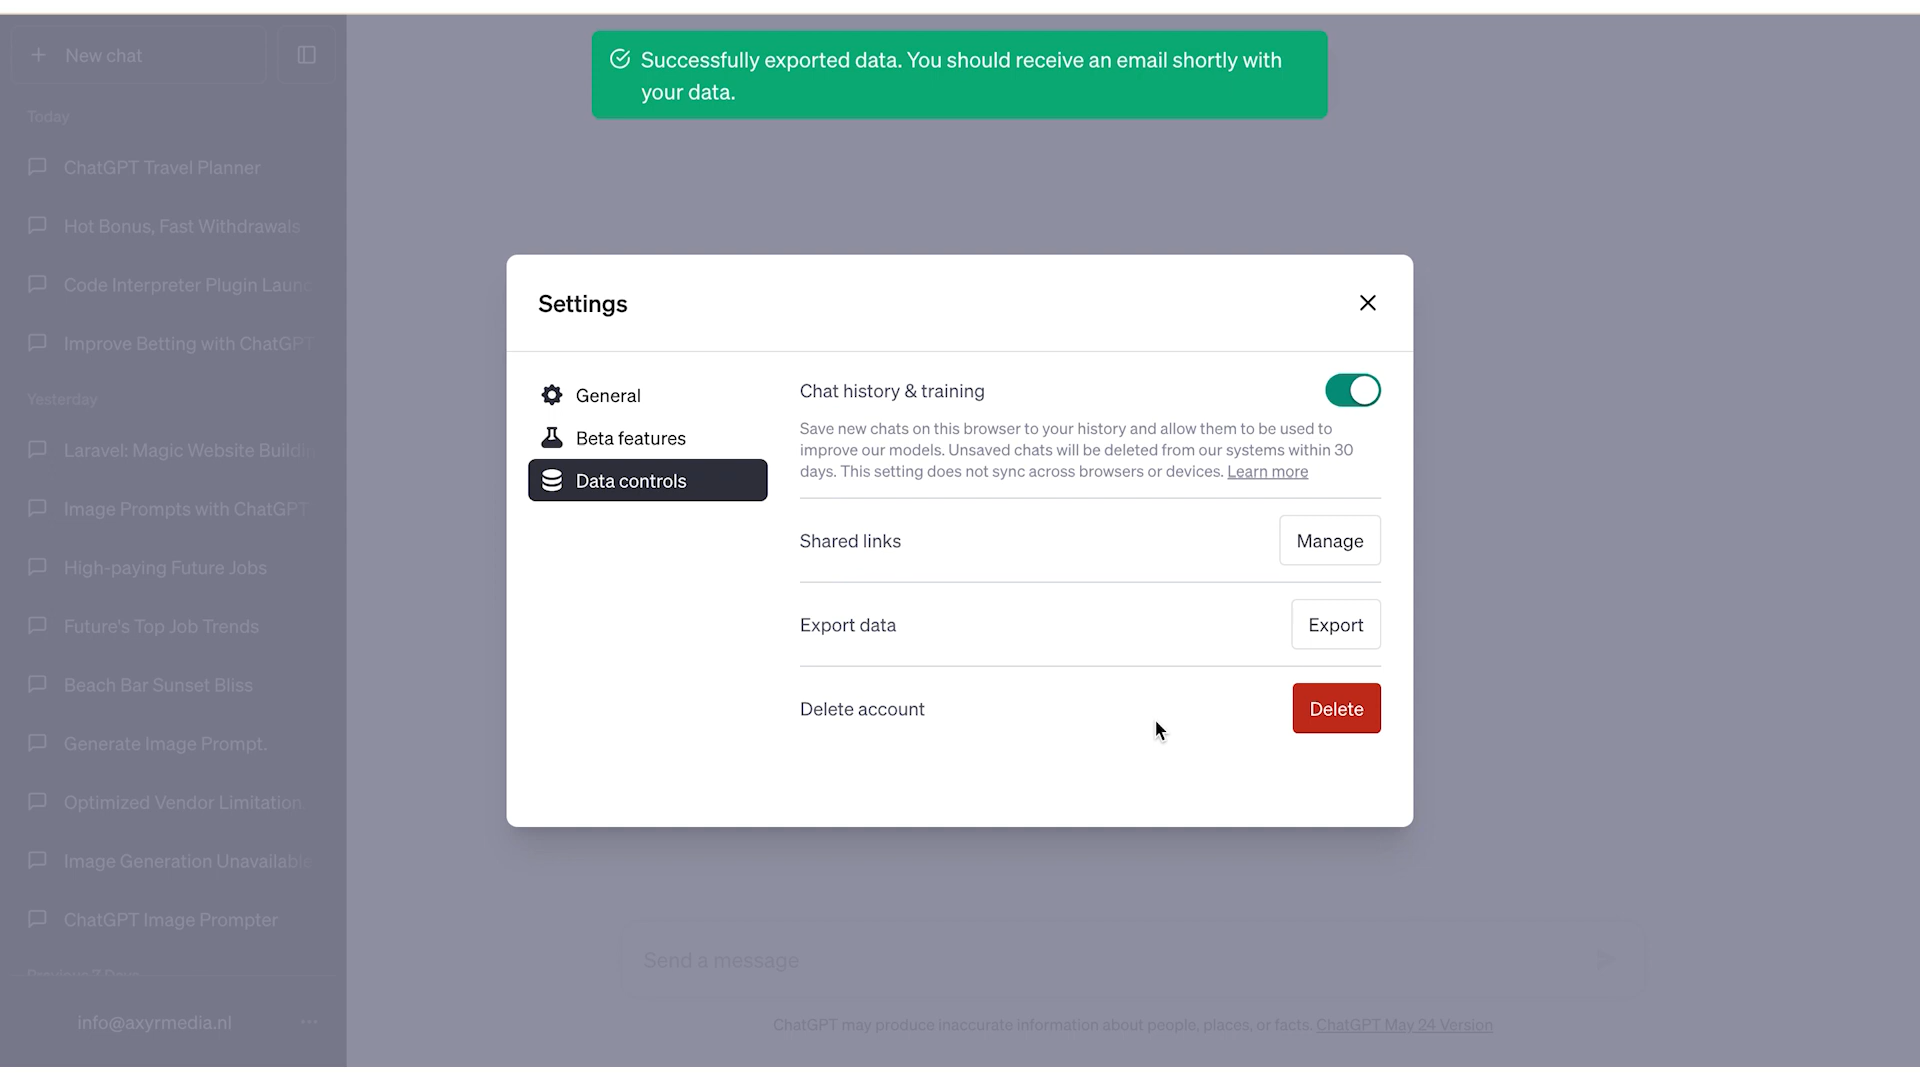 New chat
Successfully exported data. You should receive an email shortly with
your data.
Today
ChatGPT Travel Planner
Hot Bonus, Fast Withdrawals
Code Interpreter Plugin Launc
Improve Betting with ChatGPT
Yesterday
Laravel: Magic Website Buildi
Image Prompts with ChatGPT
High-paying Future Jobs
Future's Top Job Trends
Beach Bar Sunset Bliss
Generate Image Prompt.
Optimized Vendor Limitation
Image Generation Unavailable
ChatGPT Image Prompter
Previous 7 Days
info@axyrmedia.nl
Settings
General
Beta features
Data controls
Chat history & training
Save new chats on this browser to your history and allow them to be used to
improve our models. Unsaved chats will be deleted from our systems within 30
days. This setting does not sync across browsers or devices. Learn more
Shared links
Manage
Export data
Export
Delete account
Delete
Send a message
ChatGPT may produce inaccurate information about people, places, or facts. ChatGPT May 24 Version